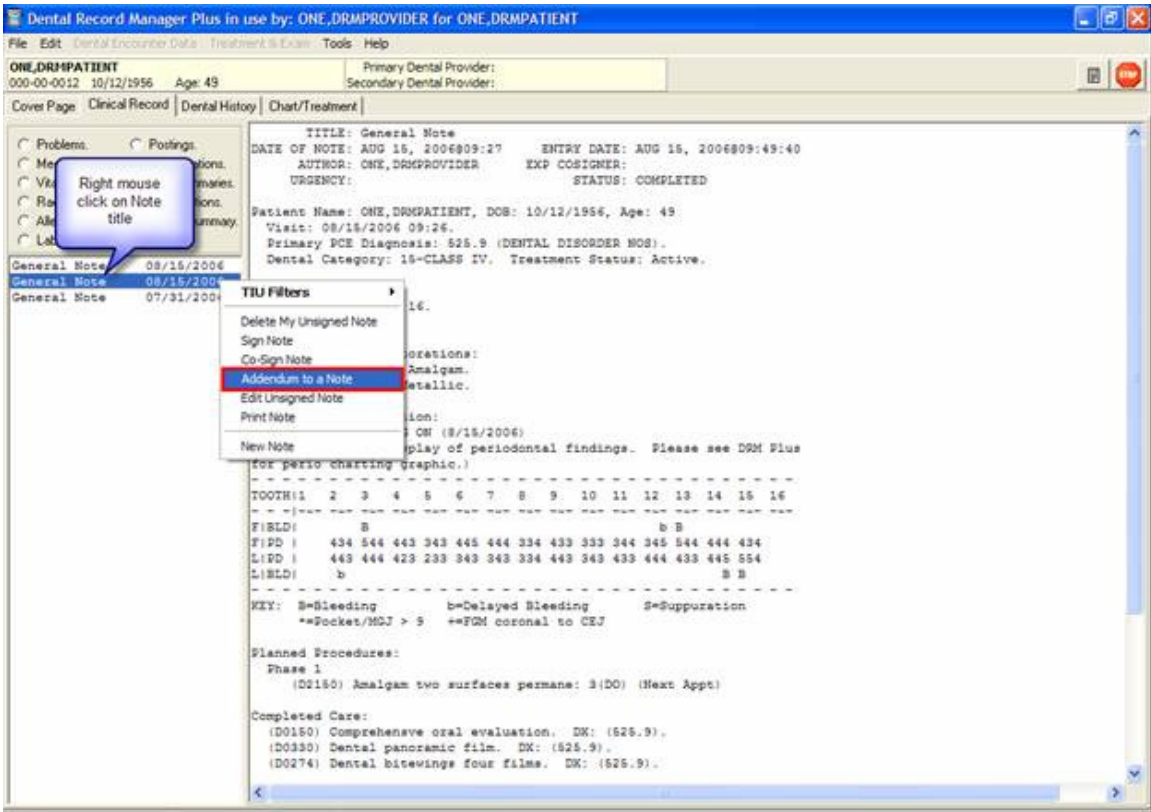 Dental Record Manager Plus in use by: ONE,DRMPROVIDER for ONE,DRMPATIENT
File Edit Dental Encounter Data Treatment & Exam Tools Help
ONE,DRMPATIENT Primary Dental Provider:
000-00-0012 10/12/1956 Age: 49 Secondary Dental Provider:
STOP
Cover Page Clinical Record Dental History Chart/Treatment
Problems. Postings.
Right mouse
click on Note
title
General Note 08/15/2006
General Note 08/15/2006
General Note 07/31/200
TIU Filters
Delete My Unsigned Note
Sign Note
Co-Sign Note
Addendum to a Note
Edit Unsigned Note
Print Note
New Note
TITLE: General Note
DATE OF NOTE: AUG 15, 2006@09:27 ENTRY DATE: AUG 15, 2006@09:49:40
AUTHOR: ONE,DRMPROVIDER EXP COSIGNER:
URGENCY: STATUS: COMPLETED
Patient Name: ONE,DRMPATIENT, DOB: 10/12/1956, Age: 49
Visit: 08/15/2006 09:26.
Primary PCE Diagnosis: 525.9 (DENTAL DISORDER NOS).
Dental Category: 15-CLASS IV. Treatment Status: Active.
16.
orations:
Amalgam.
etallic.
ion:
ON (8/15/2006)
play of periodontal findings. Please see DRM Plus
for perio charting graphic.)
TOOTH|1 2 3 4 5 6 7 8 9 10 11 12 13 14 15 16
F|BLD| B b B
F|PD | 434 544 443 343 445 444 334 433 333 344 345 544 444 434
L|PD | 443 444 423 233 343 343 334 443 343 433 444 433 445 554
L|BLD| b B B
KEY: B=Bleeding b=Delayed Bleeding S=Suppuration
*=Pocket/MGJ > 9 +=FGM coronal to CEJ
Planned Procedures:
Phase 1
(D2150) Amalgam two surfaces permane: 3(DO) (Next Appt)
Completed Care:
(D0150) Comprehensve oral evaluation. DX: (525.9).
(D0330) Dental panoramic film. DX: (525.9).
(D0274) Dental bitewings four films. DX: (525.9).